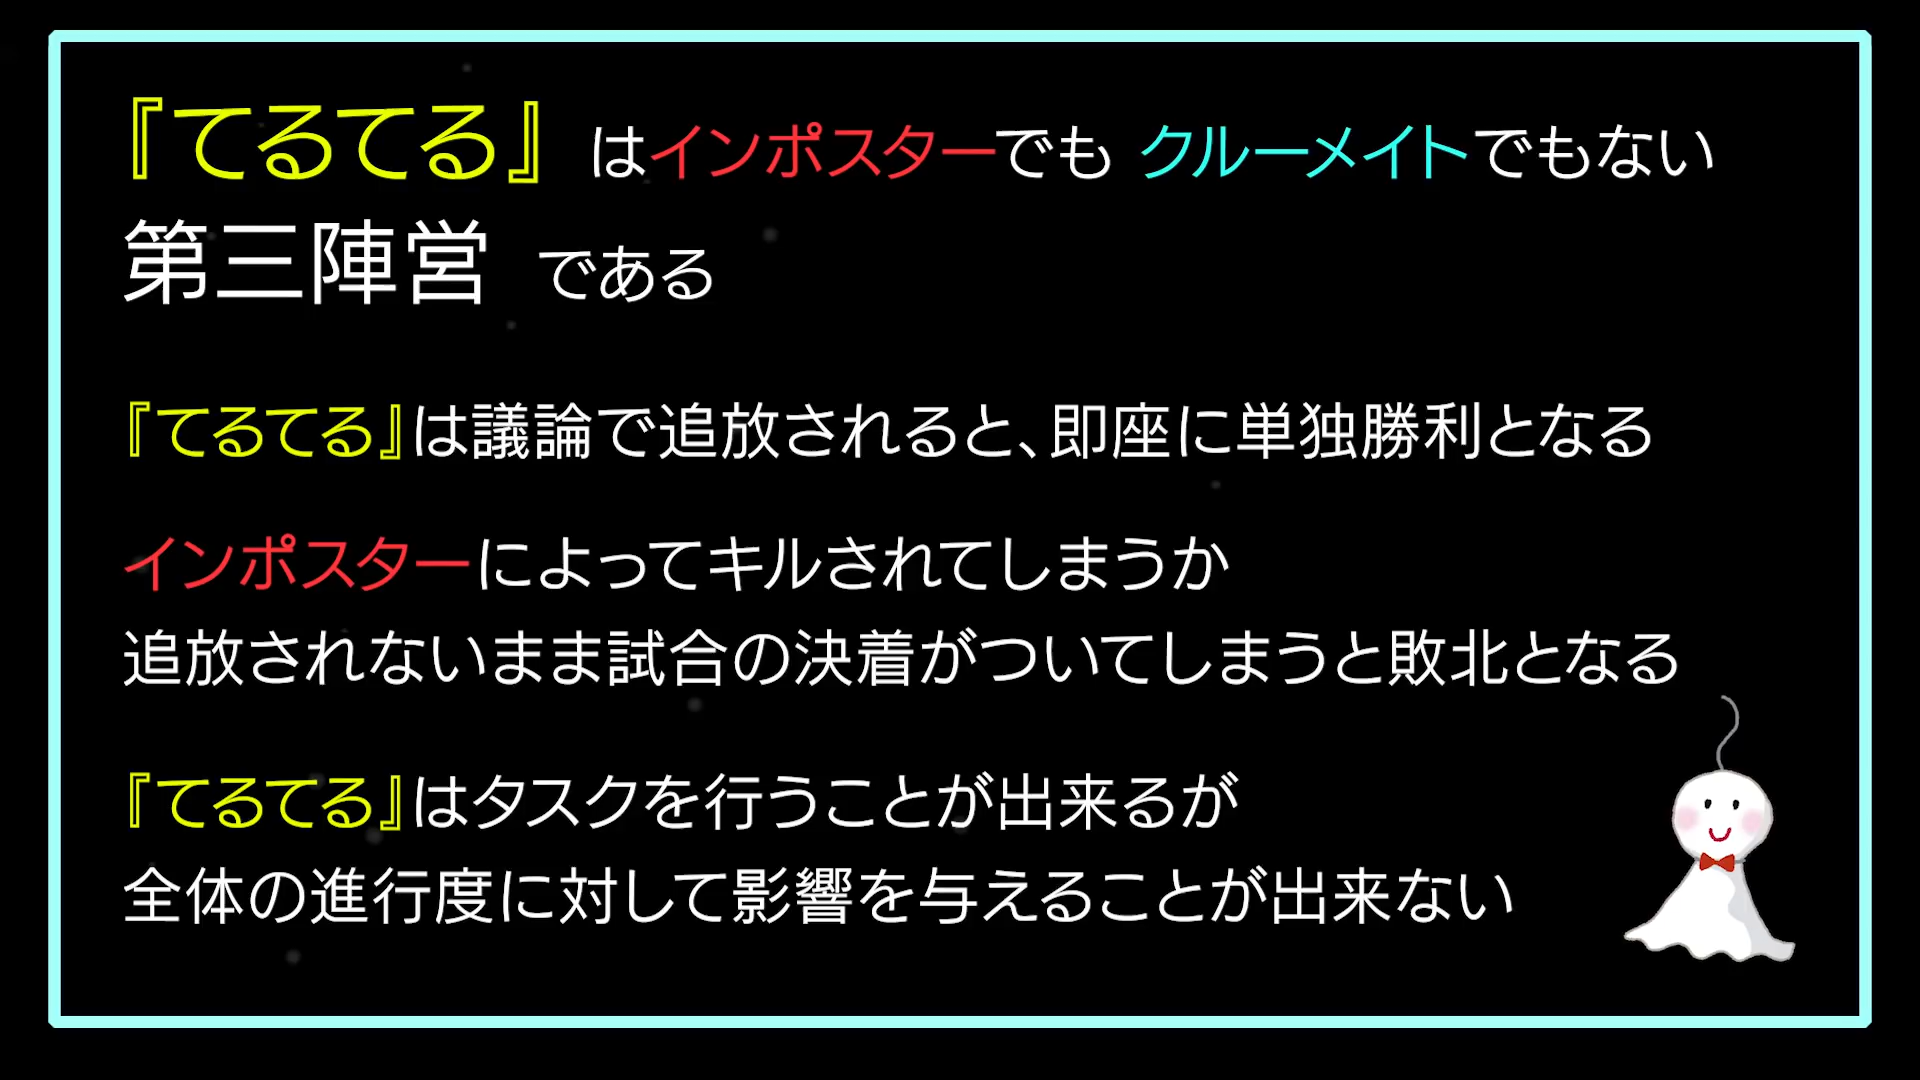 『てるてる』はインポスターでも クルーメイトでもない
第三陣営 である
『てるてる』は議論で追放されると、即座に単独勝利となる
インポスターによってキルされてしまうか
追放されないまま試合の決着がついてしまうと敗北となる
『てるてる』はタスクを行うことが出来るが
全体の進行度に対して影響を与えることが出来ない